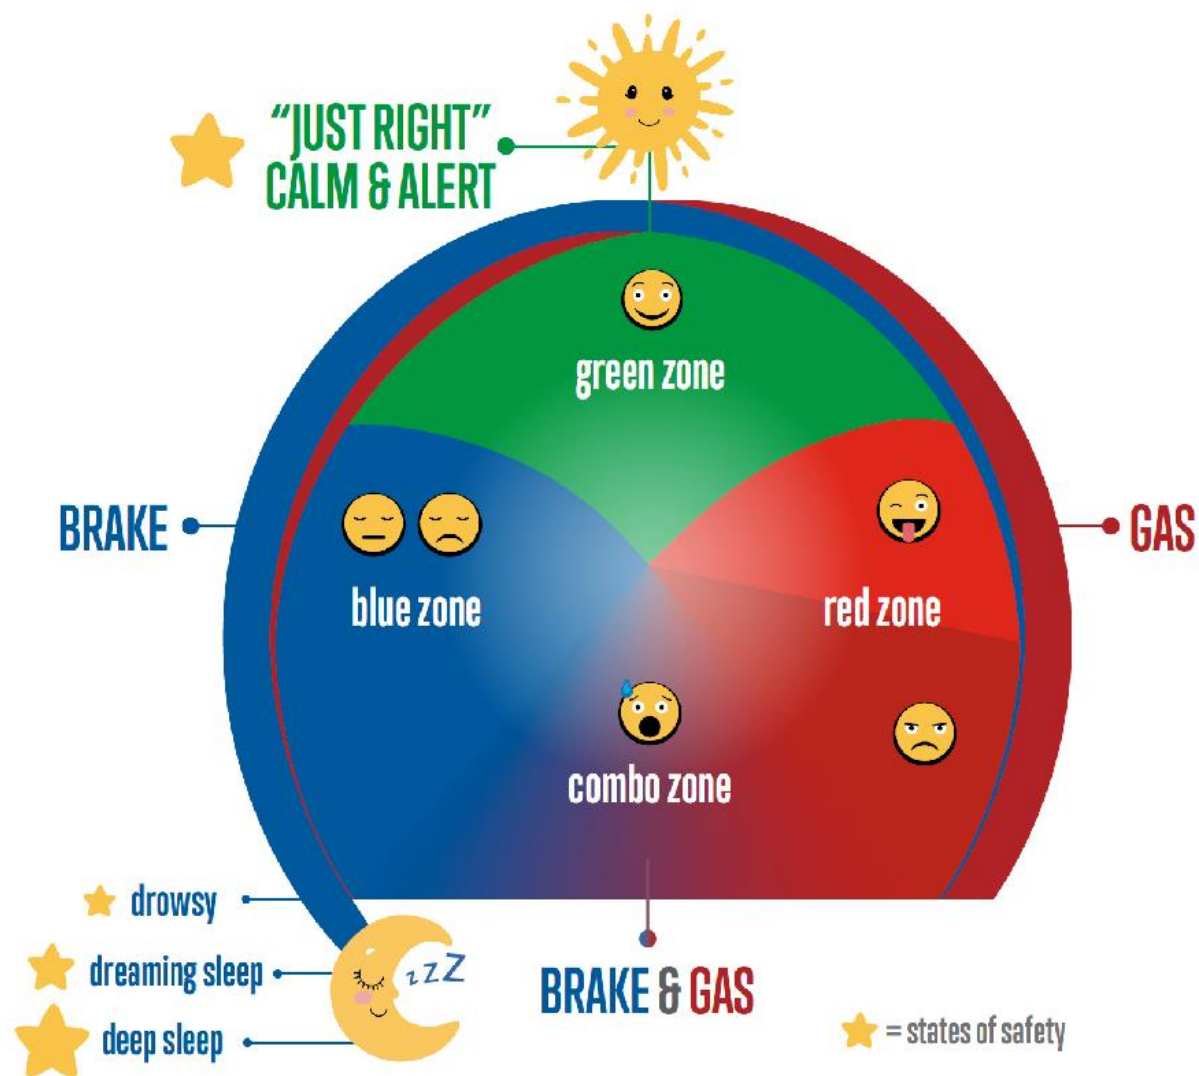 “JUST RIGHT”
CALM & ALERT
green zone
BRAKE
GAS
blue zone
red zone
combo zone
drowsy
dreaming sleep
deep sleep
zzZ
BRAKE & GAS
= states of safety